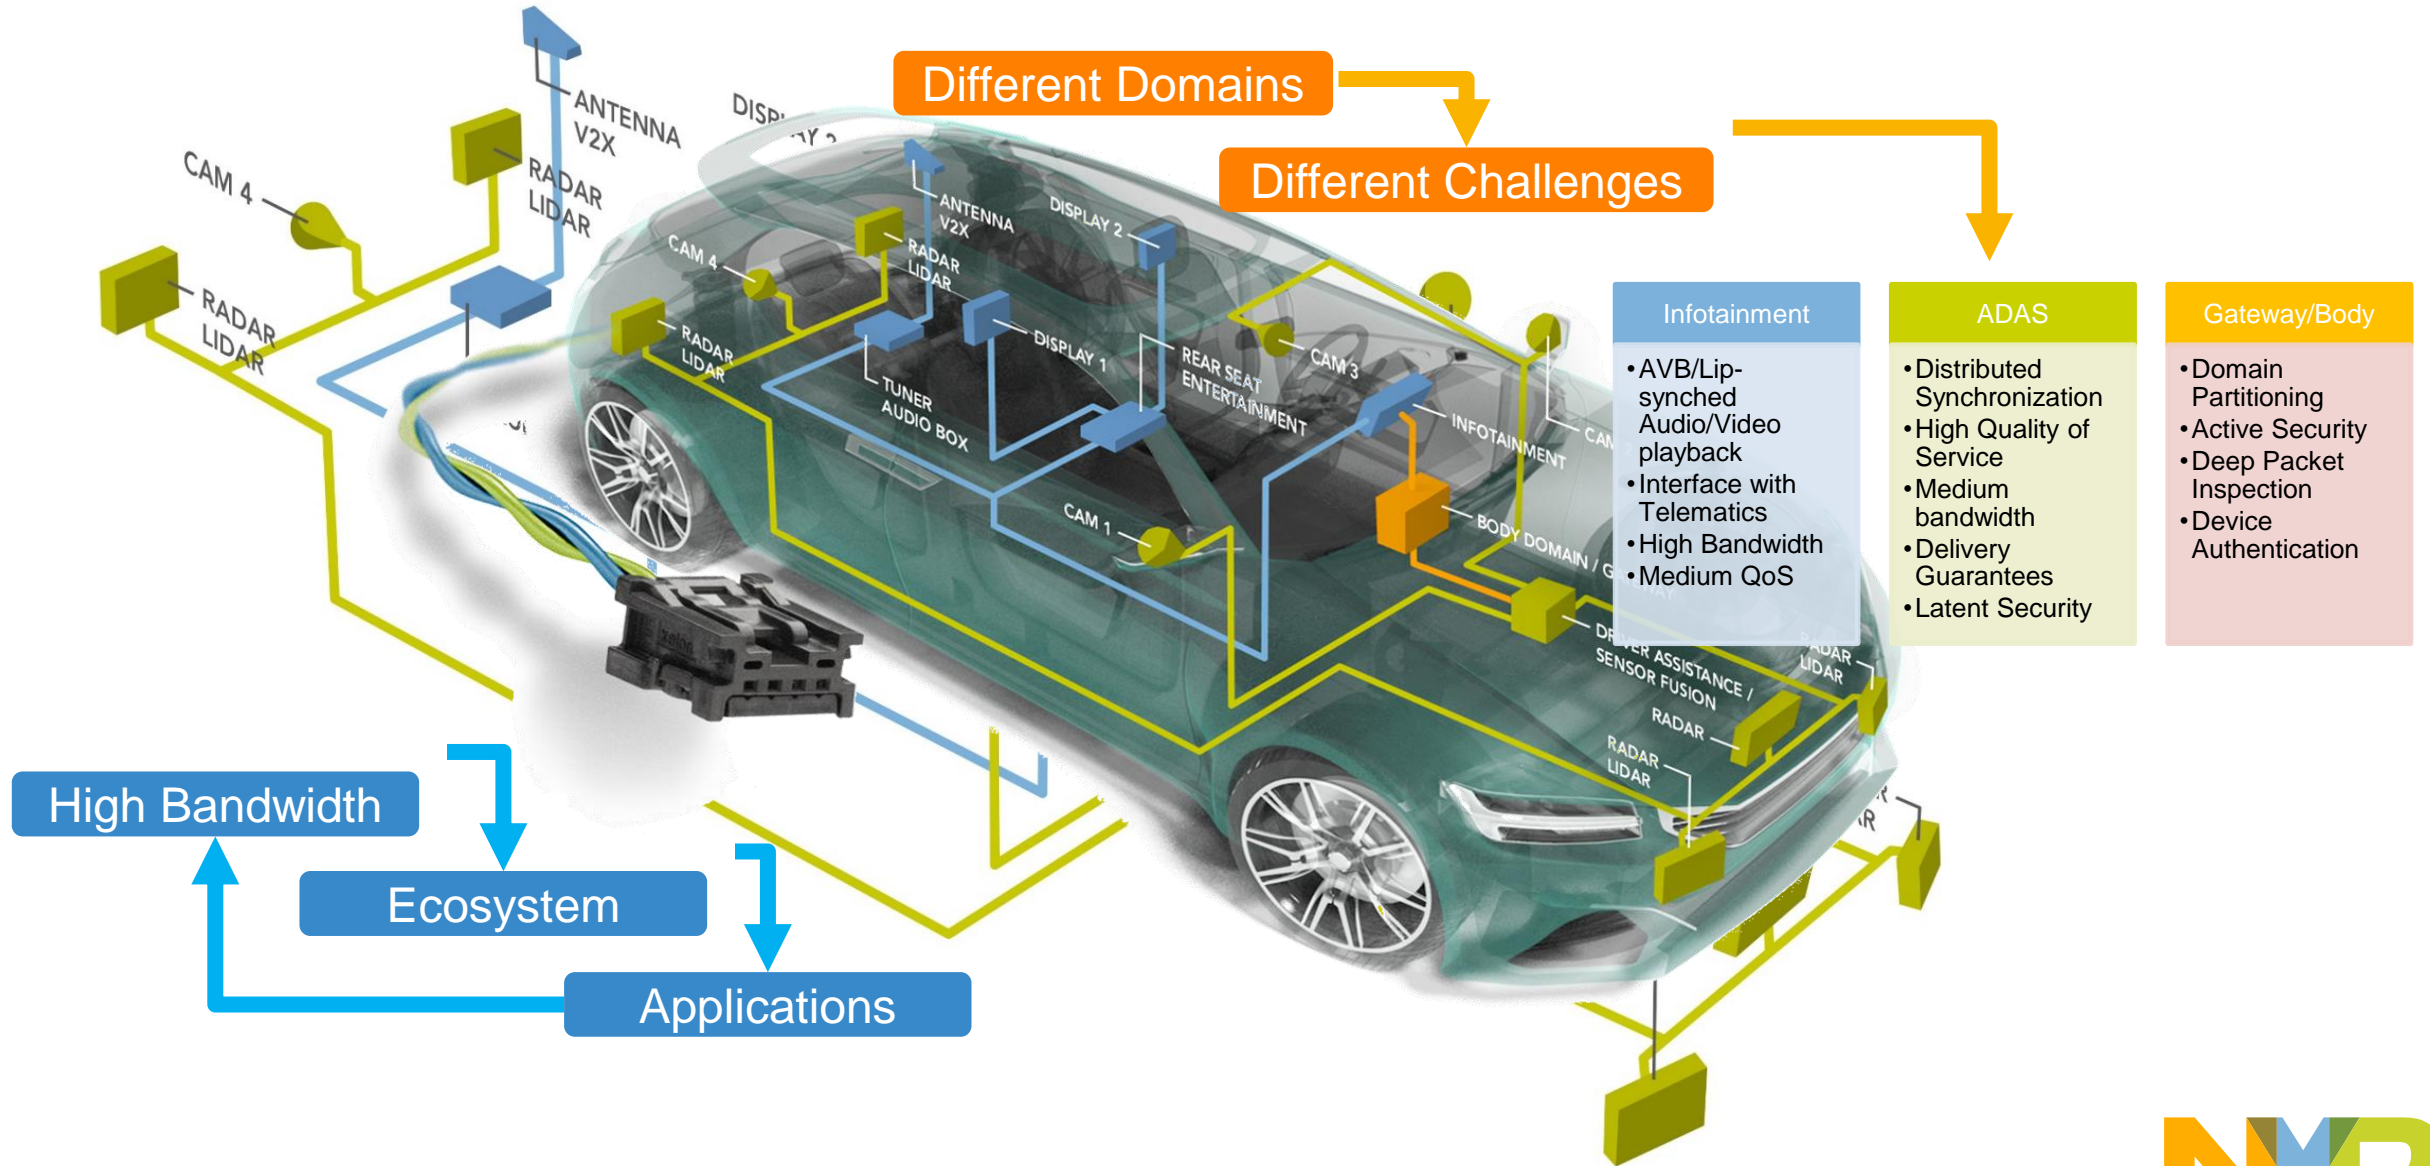 Different Domains
Different Challenges
ANTENNA
V2X
CAM 4
RADAR
LIDAR
RADAR
LIDAR
ANTENNA
V2X
DISPLAY 2
CAM 4
RADAR
LIDAR
RADAR
LIDAR
DISPLAY 1
TUNER
AUDIO BOX
REAR SEAT
ENTERTAINMENT
CAM 3
INFOTAINMENT
CAM 1
BODY DOMAIN /
DRIVER ASSISTANCE /
SENSOR FUSION
RADAR
RADAR
LIDAR
RADAR
LIDAR
Infotainment
•AVB/Lip-
synched
Audio/Video
playback
•Interface with
Telematics
•High Bandwidth
•Medium QoS
ADAS
•Distributed
Synchronization
•High Quality of
Service
•Medium
bandwidth
•Delivery
Guarantees
•Latent Security
Gateway/Body
•Domain
Partitioning
•Active Security
•Deep Packet
Inspection
•Device
Authentication
High Bandwidth
Ecosystem
Applications